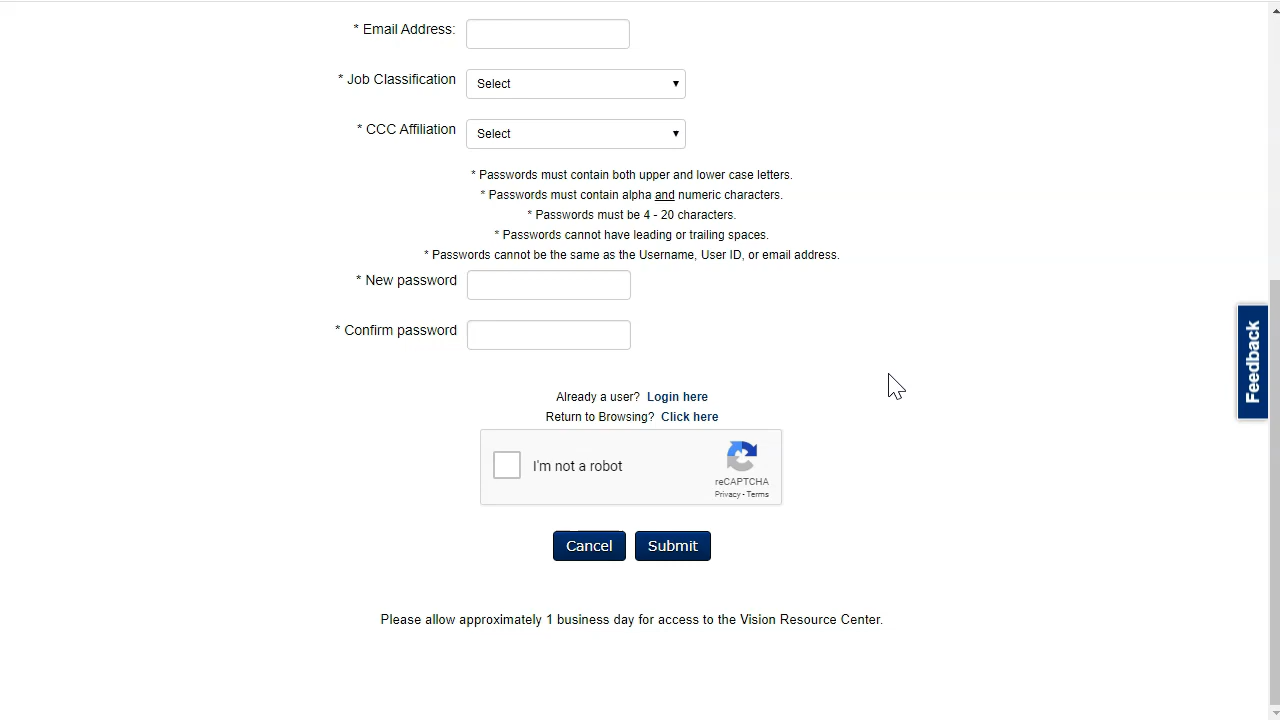 * Email Address:
* Job Classification
Select
* CCC Affiliation
Select
* Passwords must contain both upper and lower case letters.
* Passwords must contain alpha and numeric characters.
* Passwords must be 4 - 20 characters.
* Passwords cannot have leading or trailing spaces.
* Passwords cannot be the same as the Username, User ID, or email address.
* New password
* Confirm password
Feedback
Already a user? Login here
Return to Browsing? Click here
I'm not a robot
reCAPTCHA
Privacy - Terms
Cancel
Submit
Please allow approximately 1 business day for access to the Vision Resource Center.